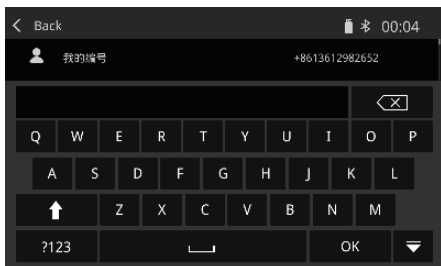 Back 00:04
我的编号 +8613612982652
Q W E R T Y U I O P
A S D F G H J K L
Z X C V B N M
?123 OK